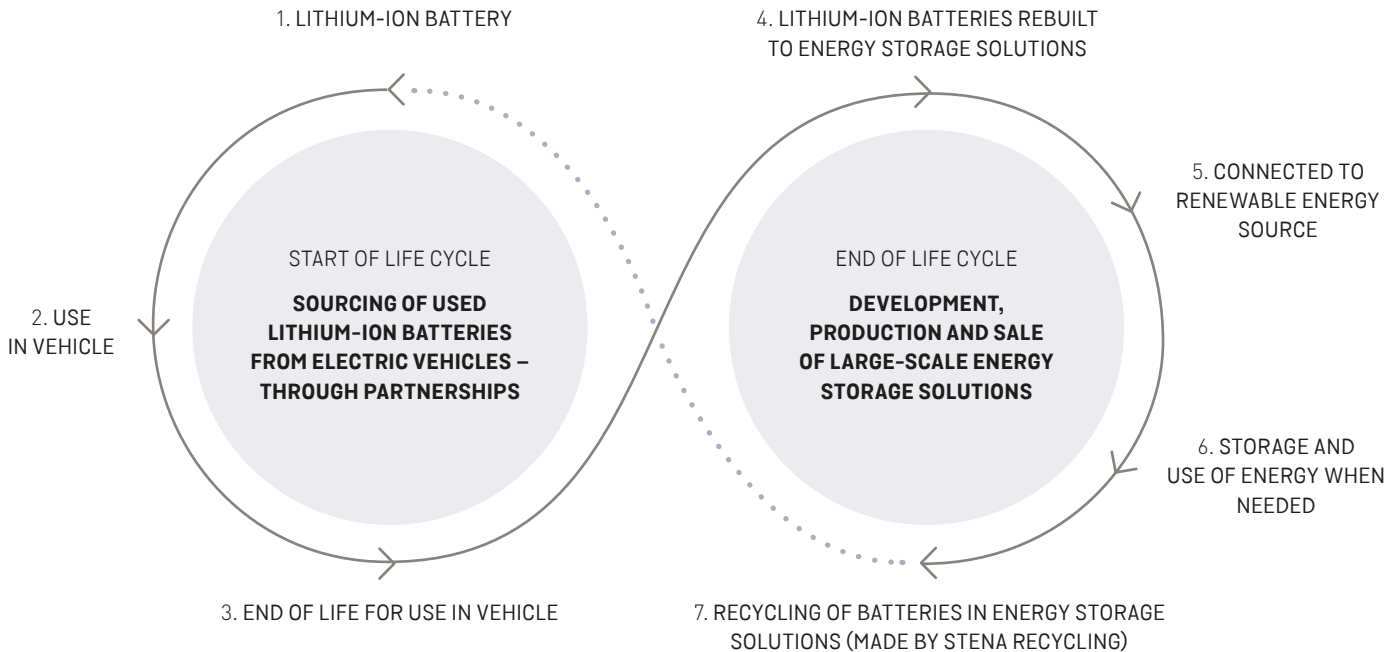 1. LITHIUM-ION BATTERY
4. LITHIUM-ION BATTERIES REBUILT
TO ENERGY STORAGE SOLUTIONS
5. CONNECTED TO
RENEWABLE ENERGY
SOURCE
START OF LIFE CYCLE
SOURCING OF USED
LITHIUM-ION BATTERIES
FROM ELECTRIC VEHICLES –
THROUGH PARTNERSHIPS
END OF LIFE CYCLE
DEVELOPMENT,
PRODUCTION AND SALE
OF LARGE-SCALE ENERGY
STORAGE SOLUTIONS
2. USE
IN VEHICLE
6. STORAGE AND
USE OF ENERGY WHEN
NEEDED
3. END OF LIFE FOR USE IN VEHICLE
7. RECYCLING OF BATTERIES IN ENERGY STORAGE
SOLUTIONS (MADE BY STENA RECYCLING)